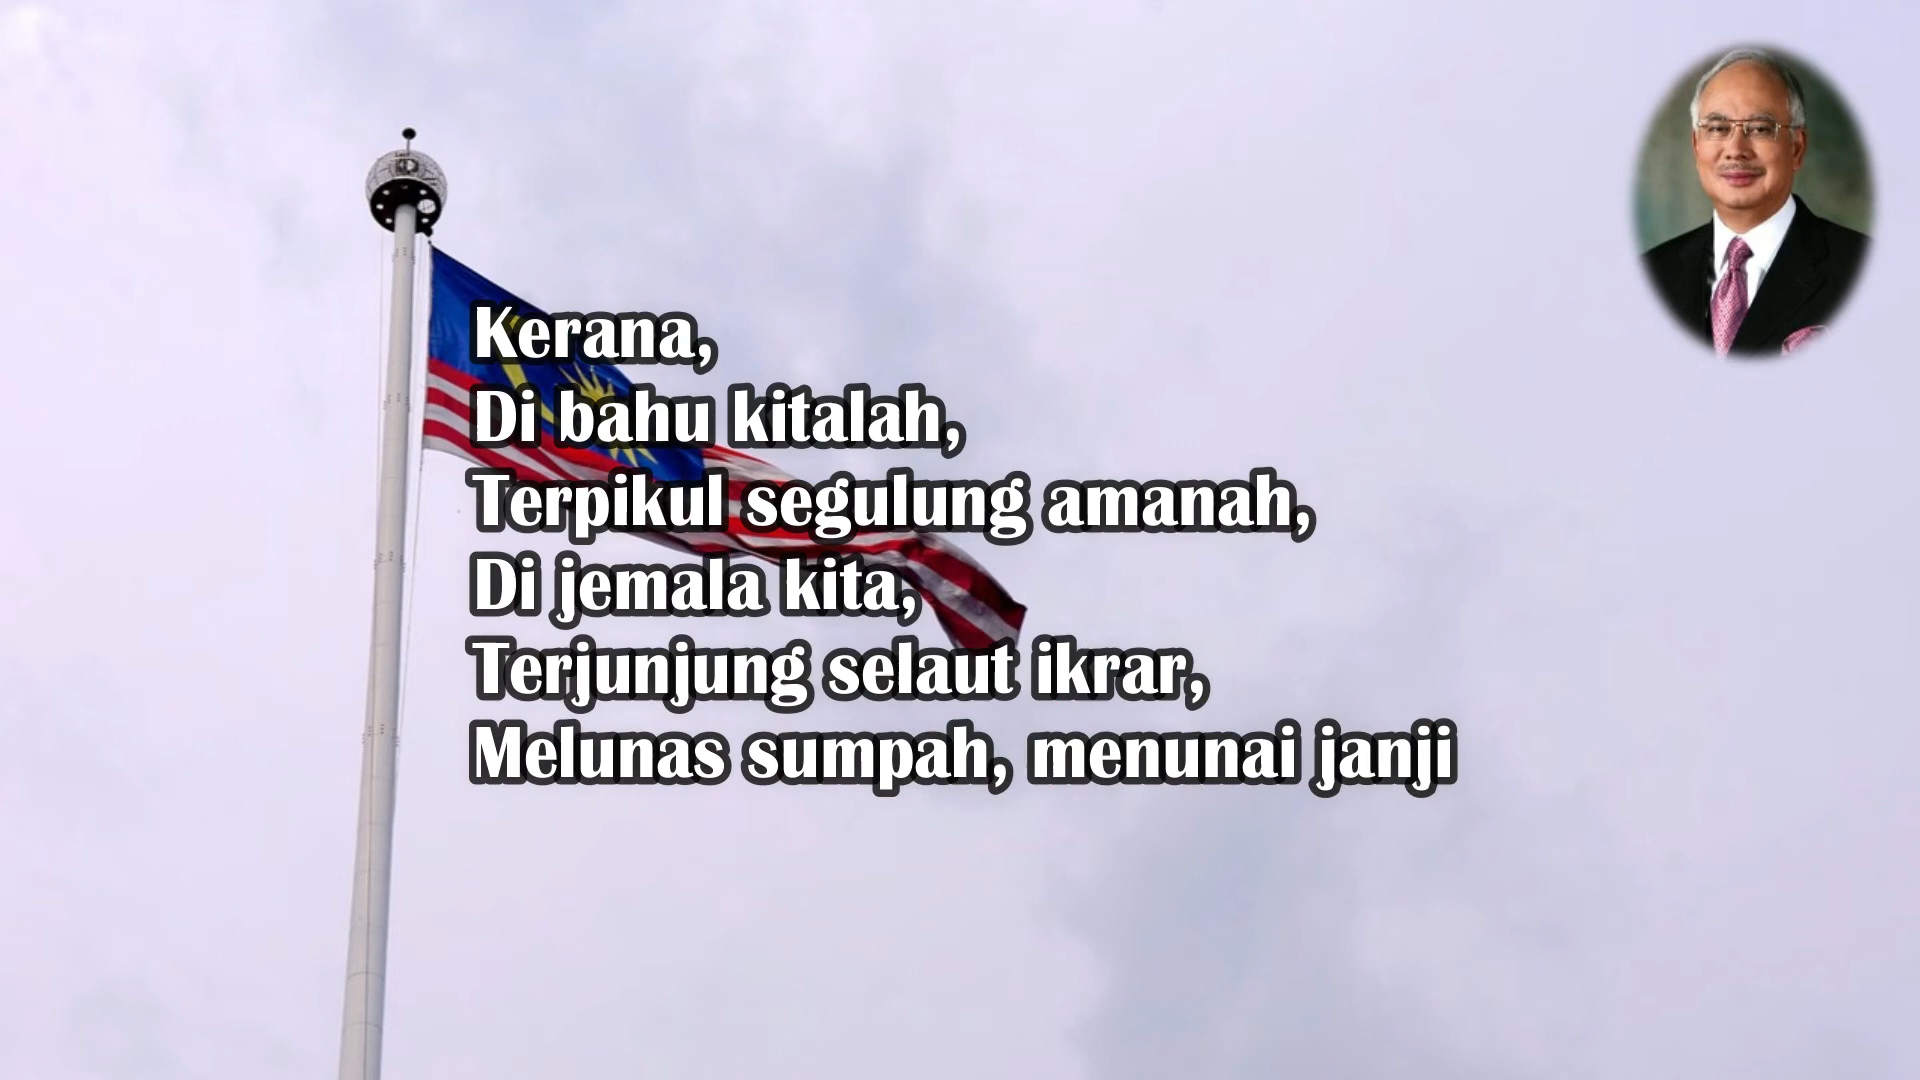 Kerana,
Di bahu kitalah,
Terpikul segulung amanah,
Di jemala kita,
Terjunjung selaut ikrar,
Melunas sumpah, menunai janji